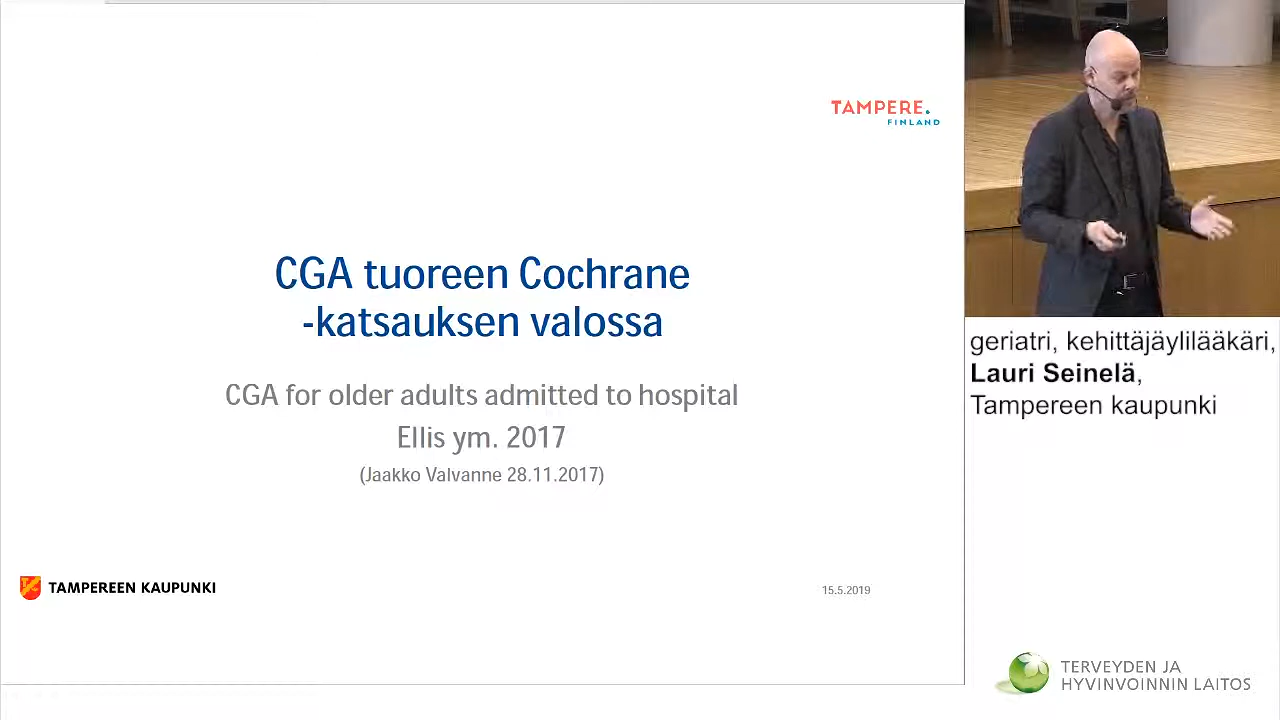 TAMPERE.
FINLAND
CGA tuoreen Cochrane
-katsauksen valossa
CGA for older adults admitted to hospital
Ellis ym. 2017
(Jaakko Valvanne 28.11.2017)
TAMPEREEN KAUPUNKI
15.5.2019
geriatri, kehittäjäylilääkäri,
Lauri Seinelä,
Tampereen kaupunki
TERVEYDEN JA
HYVINVOINNIN LAITOS